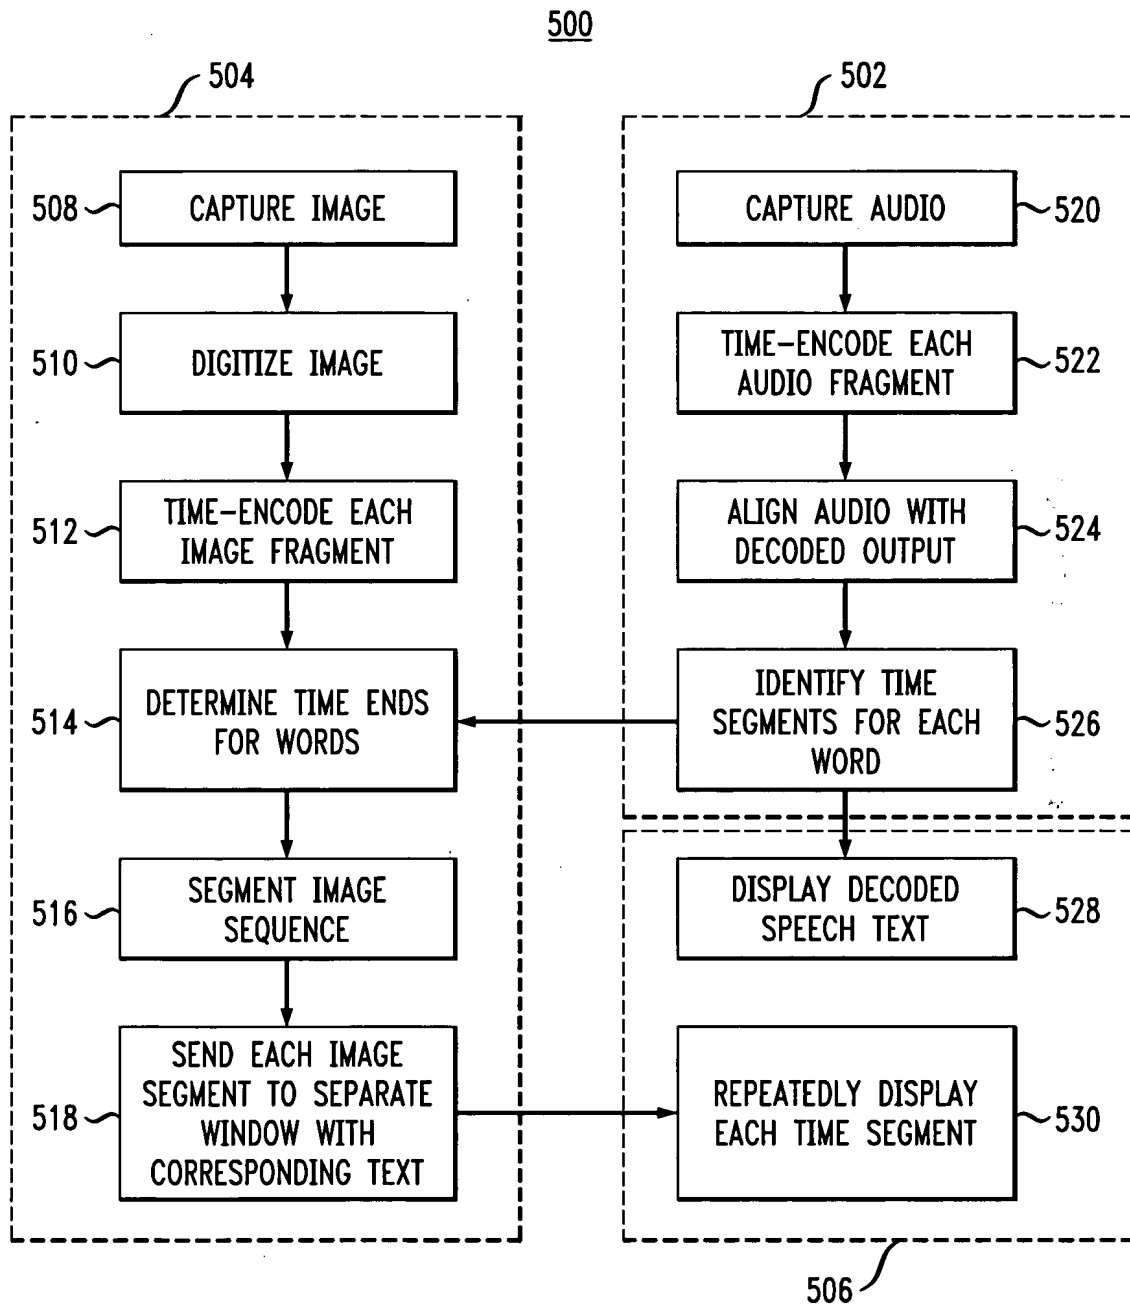 500
504
502
508
CAPTURE IMAGE
CAPTURE AUDIO
520
510
DIGITIZE IMAGE
TIME-ENCODE EACH
AUDIO FRAGMENT
522
512
TIME-ENCODE EACH
IMAGE FRAGMENT
ALIGN AUDIO WITH
DECODED OUTPUT
524
514
DETERMINE TIME ENDS
FOR WORDS
IDENTIFY TIME
SEGMENTS FOR EACH
WORD
526
516
SEGMENT IMAGE
SEQUENCE
DISPLAY DECODED
SPEECH TEXT
528
518
SEND EACH IMAGE
SEGMENT TO SEPARATE
WINDOW WITH
CORRESPONDING TEXT
REPEATEDLY DISPLAY
EACH TIME SEGMENT
530
506